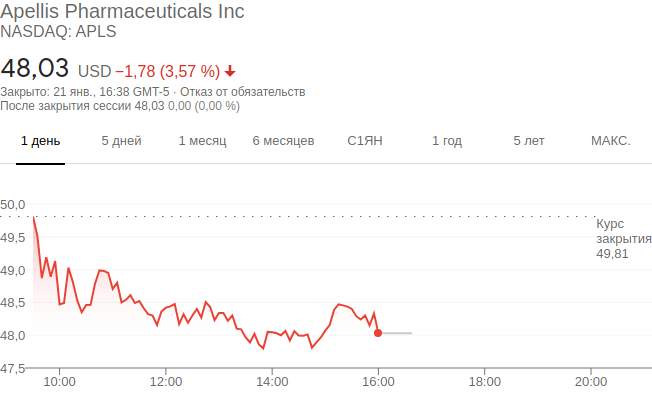 Apellis Pharmaceuticals Inc
NASDAQ: APLS
48,03 USD −1,78 (3,57 %)
Закрыто: 21 янв., 16:38 GMT-5 · Отказ от обязательств
После закрытия сессии 48,03 0,00 (0,00 %)
1 день 5 дней 1 месяц 6 месяцев С1ЯН 1 год 5 лет МАКС.
50,0
49,5
49,0
48,5
48,0
47,5
Курс
закрытия
49,81
10:00 12:00 14:00 16:00 18:00 20:00